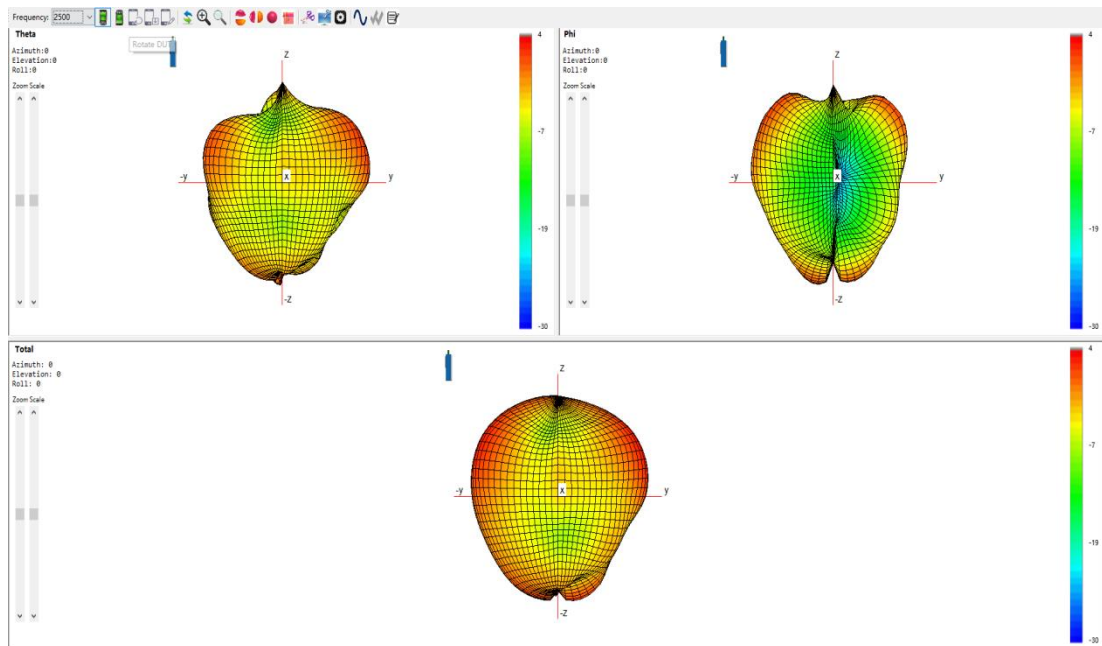 Frequency: 2500
Rotate DUT
Theta
Azimuth:0
Elevation:0
Roll:0
Zoom Scale
Z
-y
X
y
-Z
4
-7
-19
-30
Phi
Azimuth:0
Elevation:0
Roll:0
Zoom Scale
Z
-y
X
y
-Z
4
-7
-19
-30
Total
Azimuth: 0
Elevation: 0
Roll: 0
Zoom Scale
Z
-y
X
y
-Z
4
-7
-19
-30